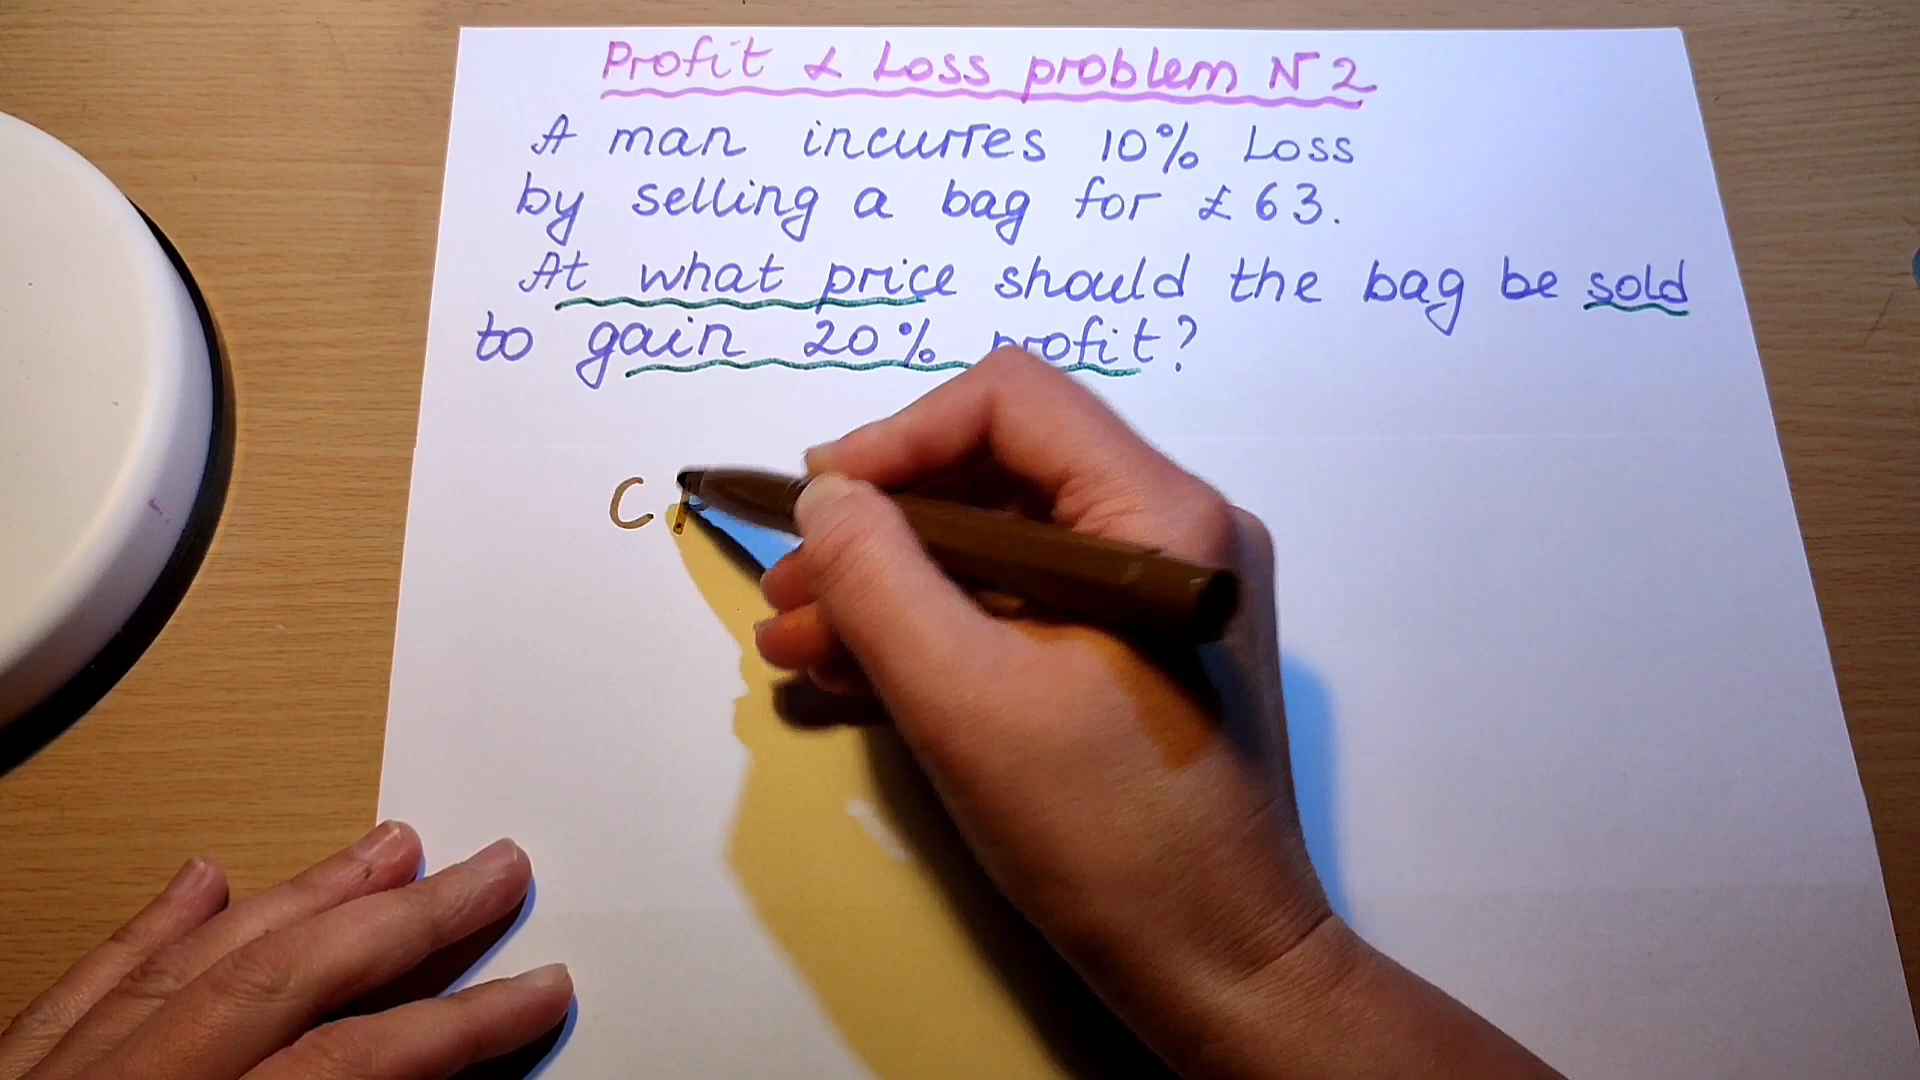 Profit & Loss problem N 2
A man incurres 10% Loss
by selling a bag for £63.
At what price should the bag be sold
to gain 20% profit?
C